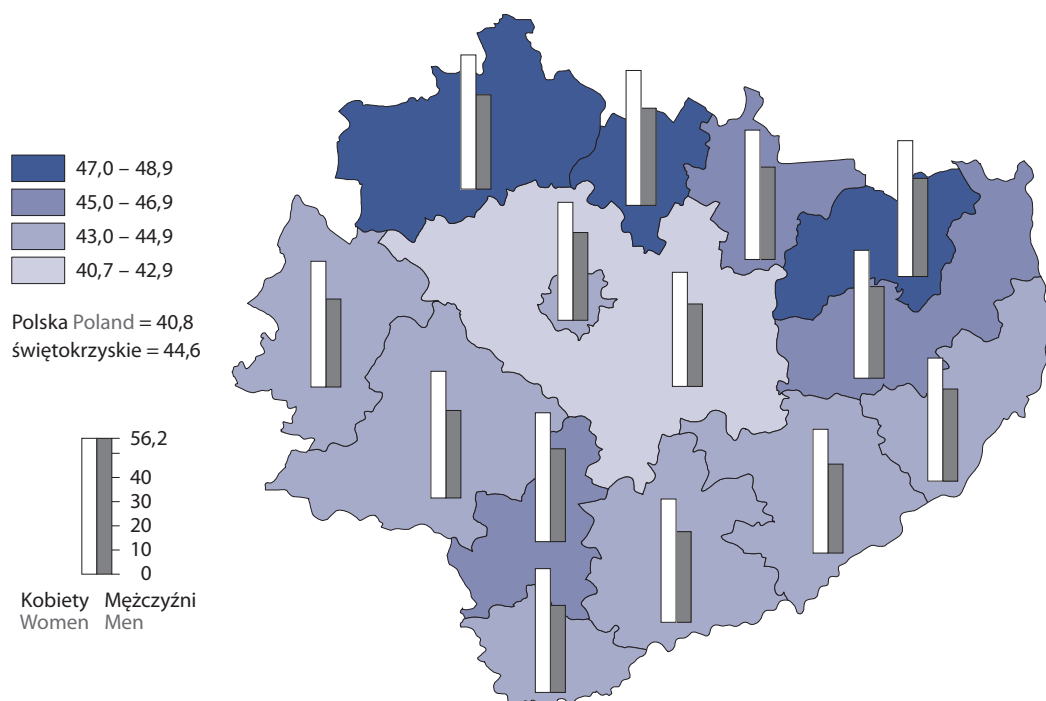 47,0 – 48,9
45,0 – 46,9
43,0 – 44,9
40,7 – 42,9
Polska Poland = 40,8
świętokrzyskie = 44,6
56,2
40
30
20
10
0
Kobiety Mężczyźni
Women Men